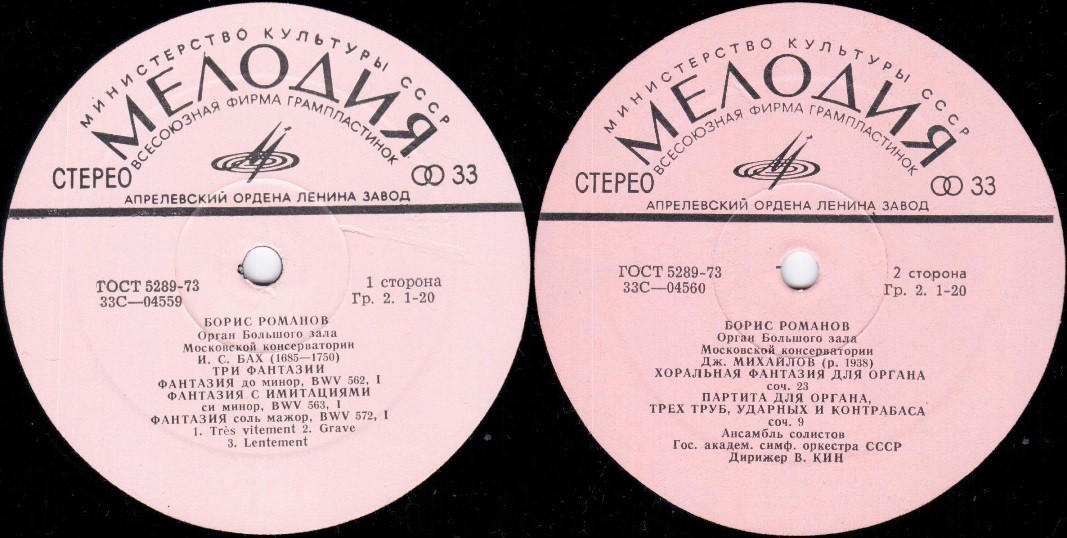 МИНИСТЕРСТВО КУЛЬТУРЫ СССР
МЕЛОДИЯ
ВСЕСОЮЗНАЯ ФИРМА ГРАМПЛАСТИНОК
СТЕРЕО
33
АПРЕЛЕВСКИЙ ОРДЕНА ЛЕНИНА ЗАВОД
ГОСТ 5289-73
33С—04559
1 сторона
Гр. 2. 1-20
БОРИС РОМАНОВ
Орган Большого зала
Московской консерватории
И. С. БАХ (1685—1750)
ТРИ ФАНТАЗИИ
ФАНТАЗИЯ до минор, BWV 562, I
ФАНТАЗИЯ С ИМИТАЦИЯМИ
си минор, BWV 563, I
ФАНТАЗИЯ соль мажор, BWV 572, I
1. Très vitement 2. Grave
3. Lentement
МИНИСТЕРСТВО КУЛЬТУРЫ СССР
МЕЛОДИЯ
ВСЕСОЮЗНАЯ ФИРМА ГРАМПЛАСТИНОК
СТЕРЕО
33
АПРЕЛЕВСКИЙ ОРДЕНА ЛЕНИНА ЗАВОД
ГОСТ 5289-73
33С—04560
2 сторона
Гр. 2. 1-20
БОРИС РОМАНОВ
Орган Большого зала
Московской консерватории
Дж. МИХАЙЛОВ (р. 1938)
ХОРАЛЬНАЯ ФАНТАЗИЯ ДЛЯ ОРГАНА
соч. 23
ПАРТИТА ДЛЯ ОРГАНА,
ТРЕХ ТРУБ, УДАРНЫХ И КОНТРАБАСА
соч. 9
Ансамбль солистов
Гос. академ. симф. оркестра СССР
Дирижер В. КИН